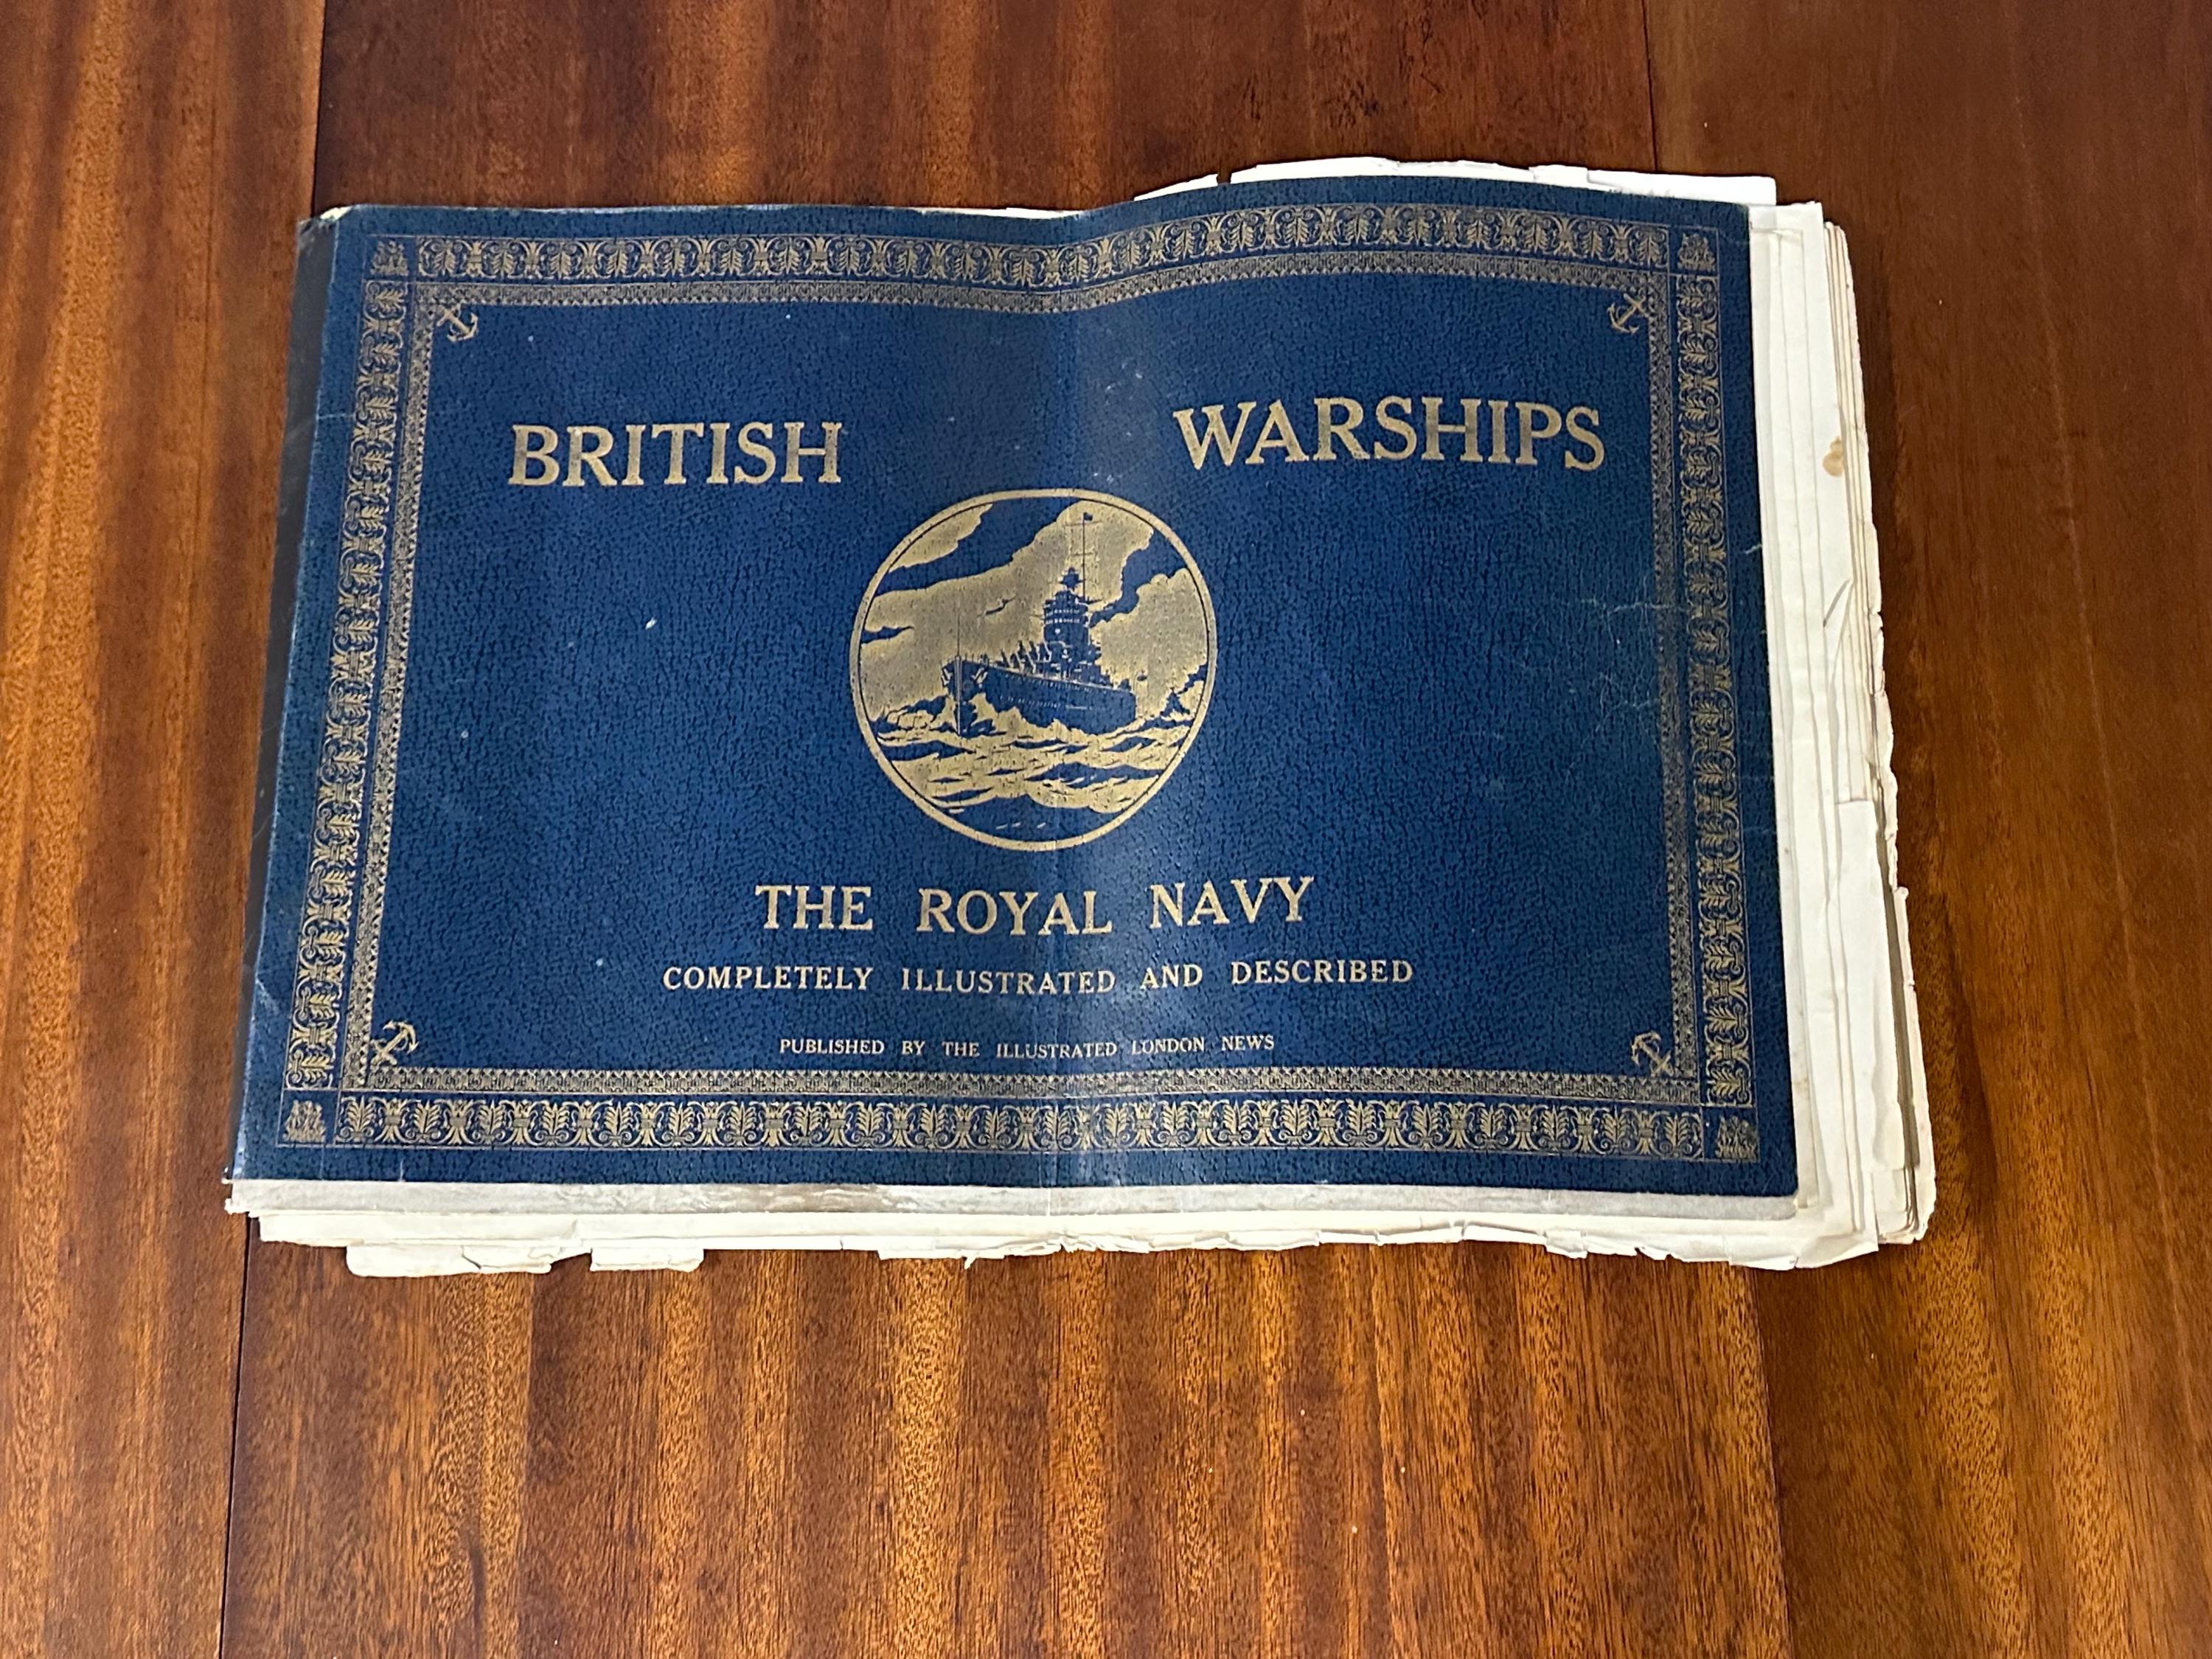 BRITISH WARSHIPS
THE ROYAL NAVY
COMPLETELY ILLUSTRATED AND DESCRIBED
PUBLISHED BY THE ILLUSTRATED LONDON NEWS